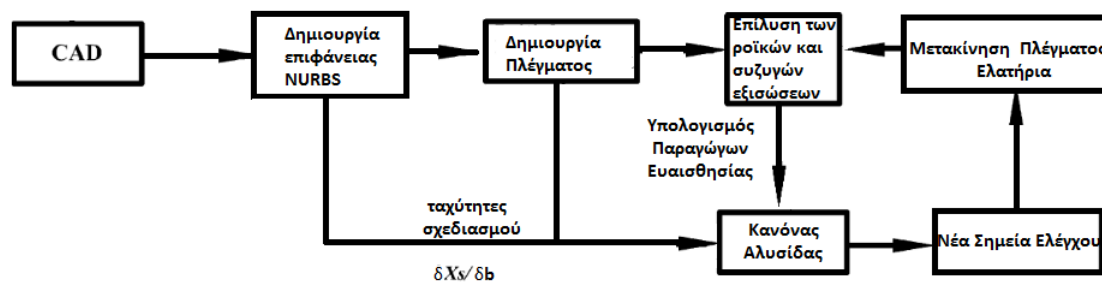 CAD
Δημιουργία
επιφάνειας
NURBS
Δημιουργία
Πλέγματος
Επίλυση των
ροϊκών και
συζυγών
εξισώσεων
Μετακίνηση Πλέγματος
Ελατήρια
Υπολογισμός
Παραγώγων
Ευαισθησίας
ταχύτητες
σχεδιασμού
δXs/δb
Κανόνας
Αλυσίδας
Νέα Σημεία Ελέγχου